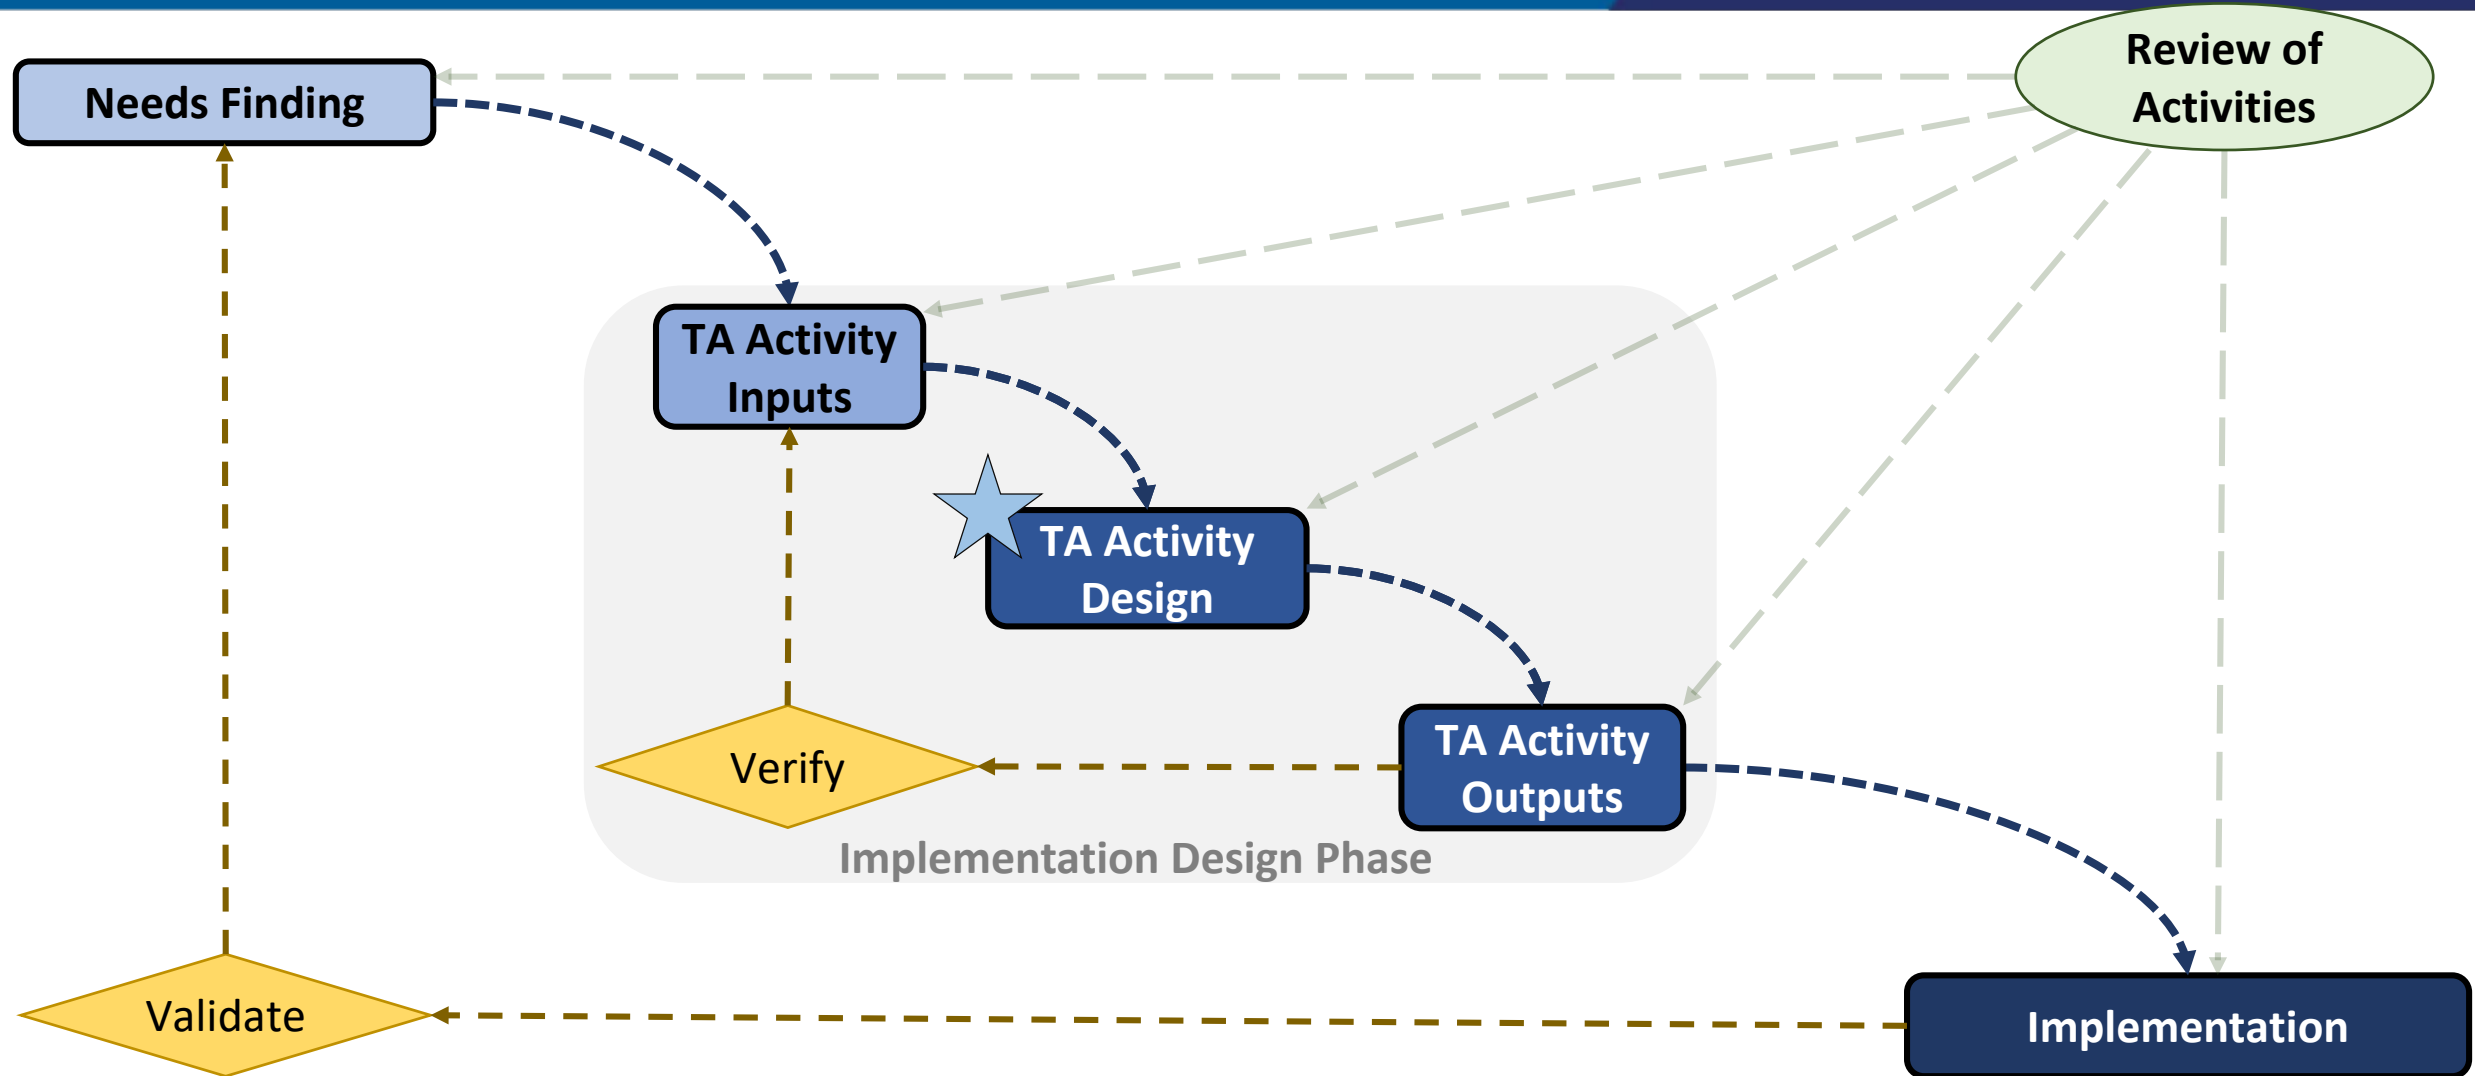 Review of
Activities
Needs Finding
TA Activity
Inputs
TA Activity
Design
TA Activity
Outputs
Verify
Implementation Design Phase
Validate
Implementation